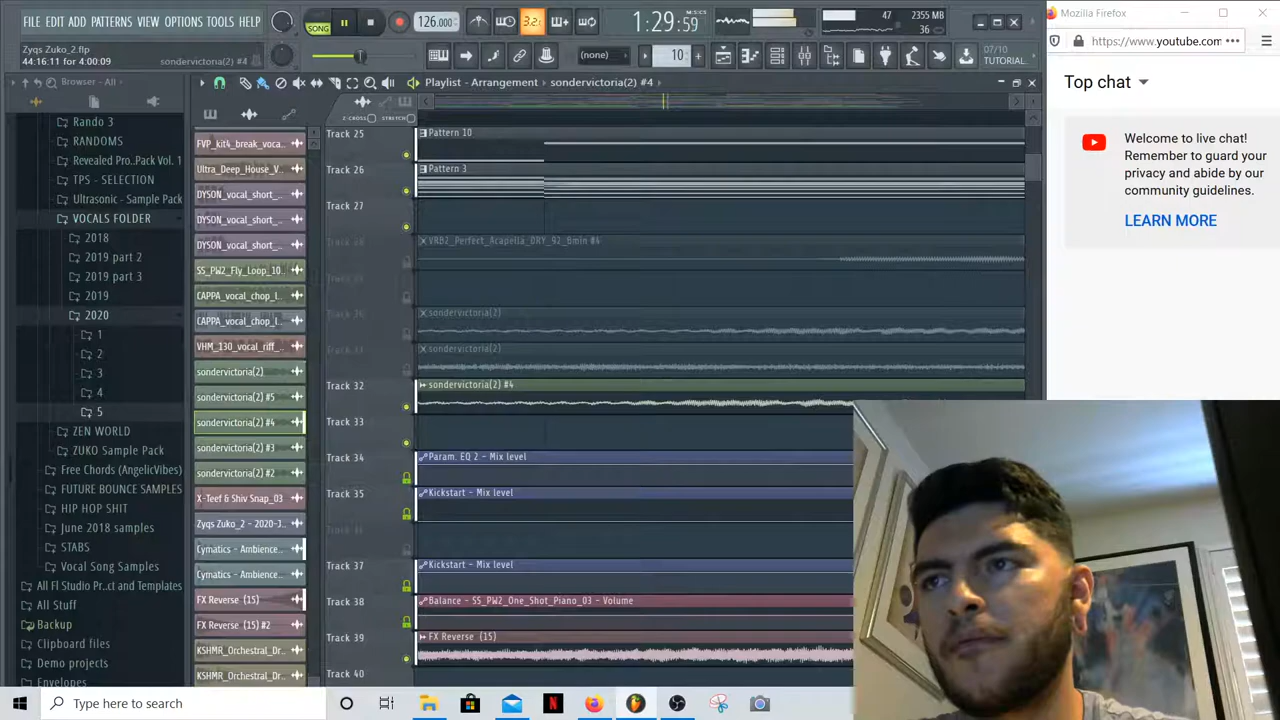 FILE EDIT ADD PATTERNS VIEW OPTIONS TOOLS HELP
SONG
126.000
1:29:59
47
2355 MB
36
Mozilla Firefox
https://www.youtube.com
Zyqs Zuko_2.flp
44:16:11 4:00:09
sondervictoria(2) #4
(none)
10
07/10
TUTORIAL..
Top chat
Browser - All
Playlist - Arrangement
sondervictoria(2) #4
Z-CROSS
STRETCH
Rando 3
RANDOMS
Revealed Pro..Pack Vol. 1
TPS - SELECTION
Ultrasonic - Sample Pack
VOCALS FOLDER
2018
2019 part 2
2019 part 3
2019
2020
1
2
3
4
5
ZEN WORLD
ZUKO Sample Pack
Free Chords (AngelicVibes)
FUTURE BOUNCE SAMPLES
HIP HOP SHIT
June 2018 samples
STABS
Vocal Song Samples
All Fl Studio Pr..ct and Templates
All Stuff
Backup
Clipboard files
Demo projects
Envelopes
FVP_kit4_break_voca..
Ultra_Deep_House_V..
DYSON_vocal_short_..
DYSON_vocal_short_..
DYSON_vocal_short_..
SS_PW2_Fly_Loop_10..
CAPPA_vocal_chop_l..
CAPPA_vocal_chop_l..
VHM_130_vocal_riff_..
sondervictoria(2)
sondervictoria(2) #5
sondervictoria(2) #4
sondervictoria(2) #3
sondervictoria(2) #2
X-Teef & Shiv Snap_03
Zyqs Zuko_2 - 2020-J..
Cymatics - Ambience..
Cymatics - Ambience..
FX Reverse (15)
FX Reverse (15) #2
KSHMR_Orchestral_Dr..
KSHMR_Orchestral_Dr..
Track 25
Pattern 10
Track 26
Pattern 3
Track 27
VRB2_Perfect_Acapella_DRY_92_Bmin #4
sondervictoria(2)
sondervictoria(2)
Track 32
sondervictoria(2) #4
Track 33
Track 34
Param. EQ 2 - Mix level
Track 35
Kickstart - Mix level
Track 37
Kickstart - Mix level
Track 38
Balance - SS_PW2_One_Shot_Piano_03 - Volume
Track 39
FX Reverse (15)
Track 40
Welcome to live chat!
Remember to guard your
privacy and abide by our
community guidelines.
LEARN MORE
Type here to search